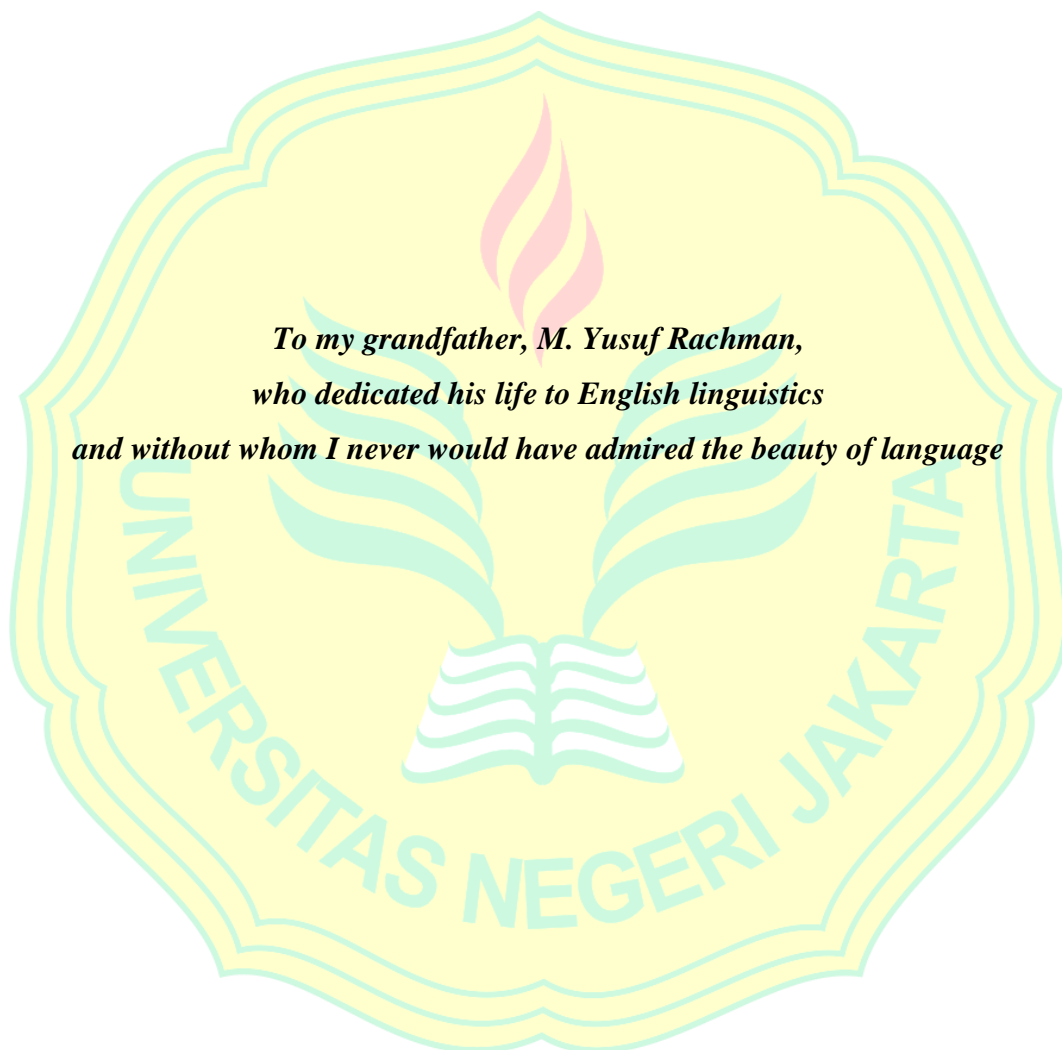 To my grandfather, M. Yusuf Rachman,
who dedicated his life to English linguistics
and without whom I never would have admired the beauty of language
UNIVERSITAS NEGERI JAKARTA